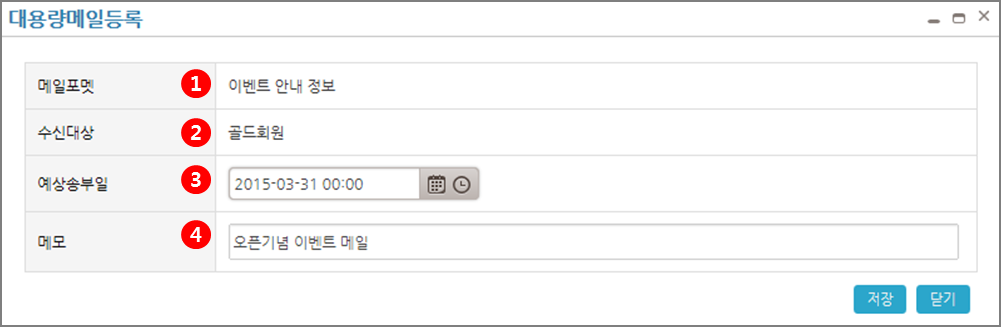 대용량메일등록
메일포멧 1 이벤트 안내 정보
수신대상 2 골드회원
예상송부일 3 2015-03-31 00:00
메모 4 오픈기념 이벤트 메일
저장 닫기